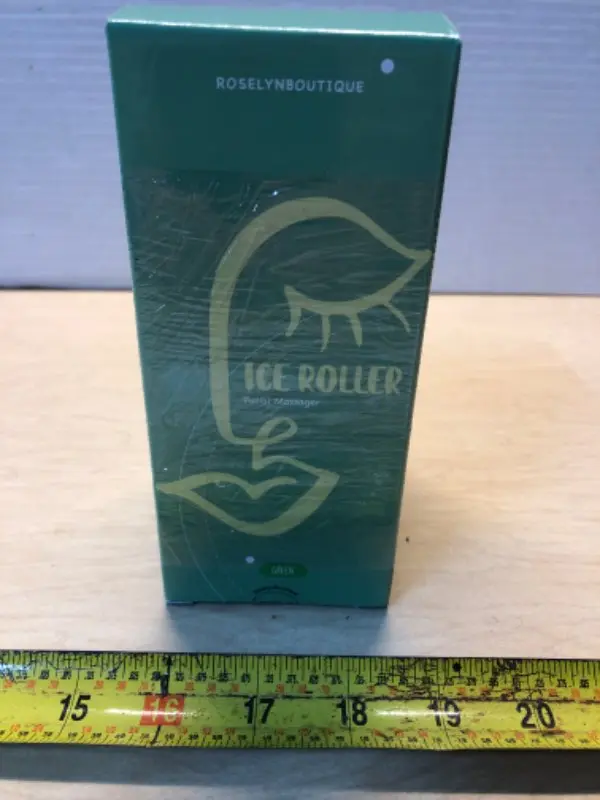 ROSELYNBOUTIQUE
ICE ROLLER
Facial Massager
GREEN
15 16 17 18 19 20